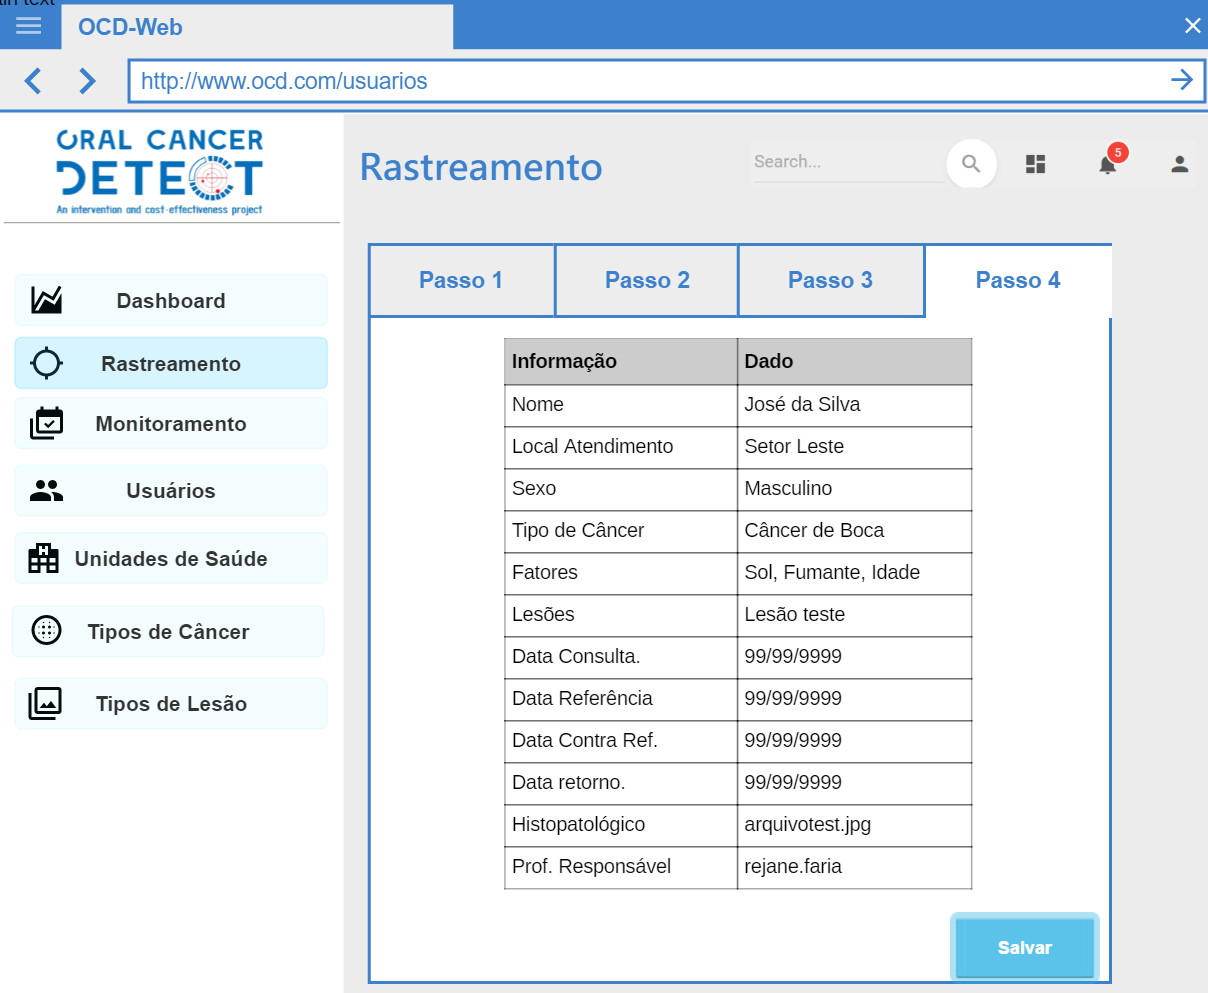 ain text
OCD-Web
http://www.ocd.com/usuarios
ORAL CANCER
DETECT
An intervention and cost-effectiveness project
Rastreamento
Search...
5
Dashboard
Rastreamento
Monitoramento
Usuários
Unidades de Saúde
Tipos de Câncer
Tipos de Lesão
Passo 1 Passo 2 Passo 3 Passo 4
Informação Dado
Nome José da Silva
Local Atendimento Setor Leste
Sexo Masculino
Tipo de Câncer Câncer de Boca
Fatores Sol, Fumante, Idade
Lesões Lesão teste
Data Consulta. 99/99/9999
Data Referência 99/99/9999
Data Contra Ref. 99/99/9999
Data retorno. 99/99/9999
Histopatológico arquivotest.jpg
Prof. Responsável rejane.faria
Salvar